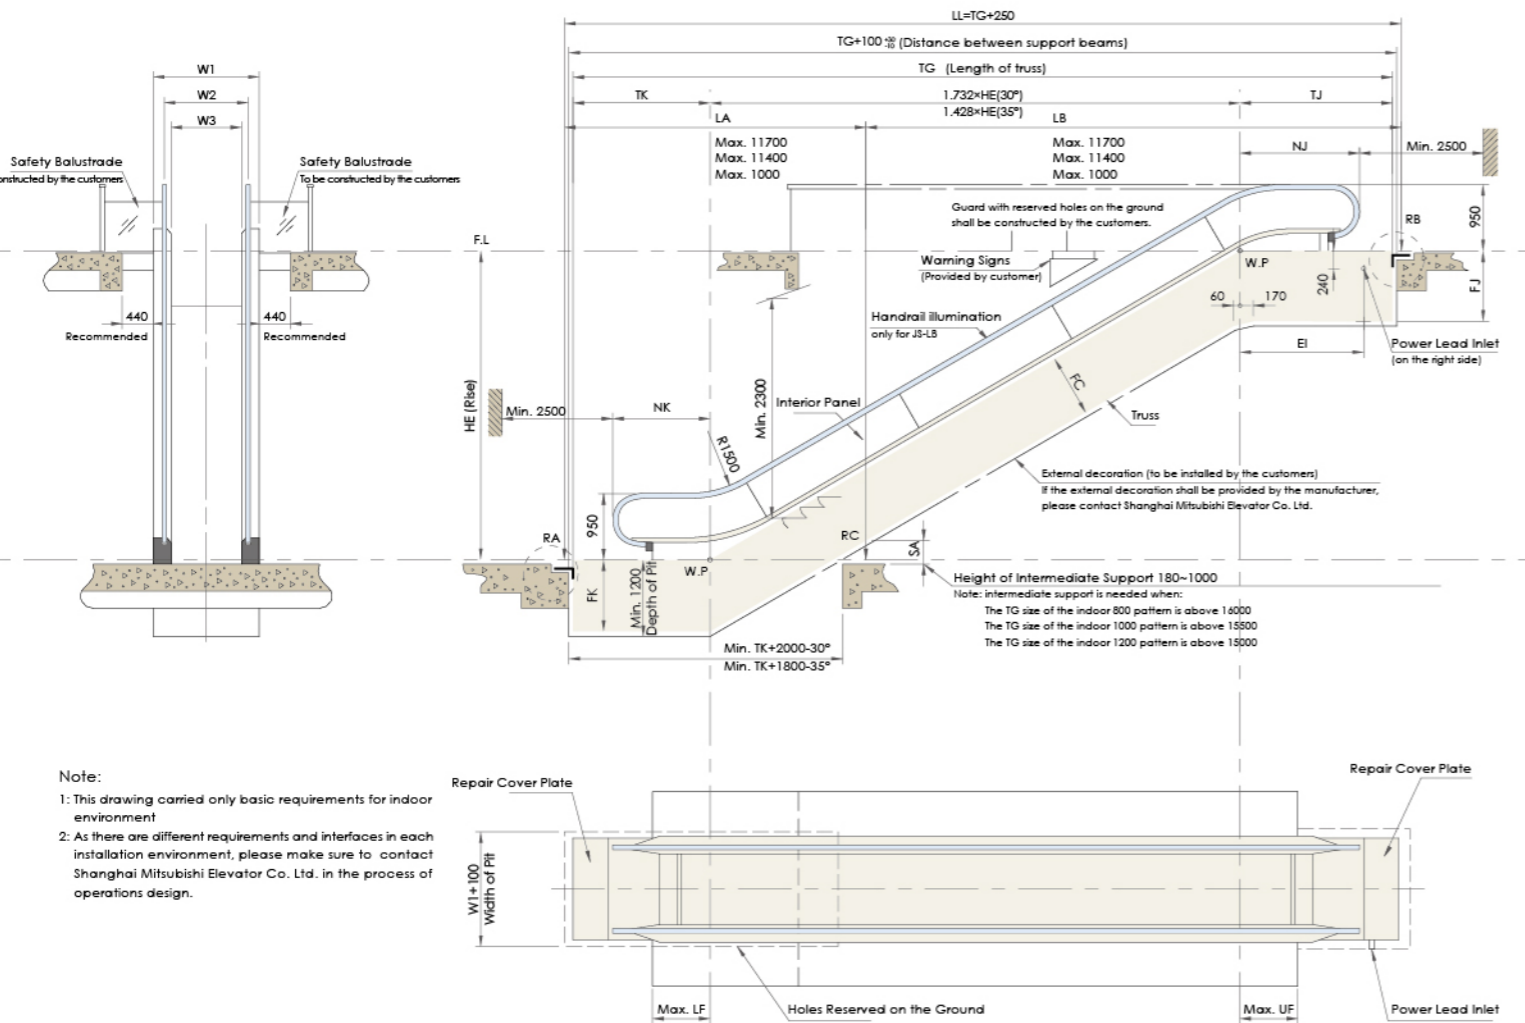 LL=TG+250
TG+100 (Distance between support beams)
TG (Length of truss)
W1
W2
W3
TK
1.732×HE(30°)
1.428×HE(35°)
TJ
LA
LB
Max. 11700
Max. 11400
Max. 1000
Max. 11700
Max. 11400
Max. 1000
NJ
Min. 2500
Safety Balustrade
onstructed by the customers
Safety Balustrade
To be constructed by the customers
F.L
Guard with reserved holes on the ground
shall be constructed by the customers.
950
RB
Warning Signs
(Provided by customer)
W.P
240
FJ
60
170
440
Recommended
440
Recommended
Handrail illumination
only for JS-LB
EI
Power Lead Inlet
(on the right side)
HE (Rise)
Min. 2500
NK
Min. 2300
Interior Panel
FC
Truss
R1500
External decoration (to be installed by the customers)
If the external decoration shall be provided by the manufacturer,
please contact Shanghai Mitsubishi Elevator Co. Ltd.
950
RA
RC
SA
W.P
FK
Min. 1200
Depth of Pit
Height of Intermediate Support 180~1000
Note: intermediate support is needed when:
The TG size of the indoor 800 pattern is above 16000
The TG size of the indoor 1000 pattern is above 15500
The TG size of the indoor 1200 pattern is above 15000
Min. TK+2000-30°
Min. TK+1800-35°
Note:
1: This drawing carried only basic requirements for indoor
environment
2: As there are different requirements and interfaces in each
installation environment, please make sure to contact
Shanghai Mitsubishi Elevator Co. Ltd. in the process of
operations design.
Repair Cover Plate
Repair Cover Plate
W1+100
Width of Pit
Max. LF
Holes Reserved on the Ground
Max. UF
Power Lead Inlet